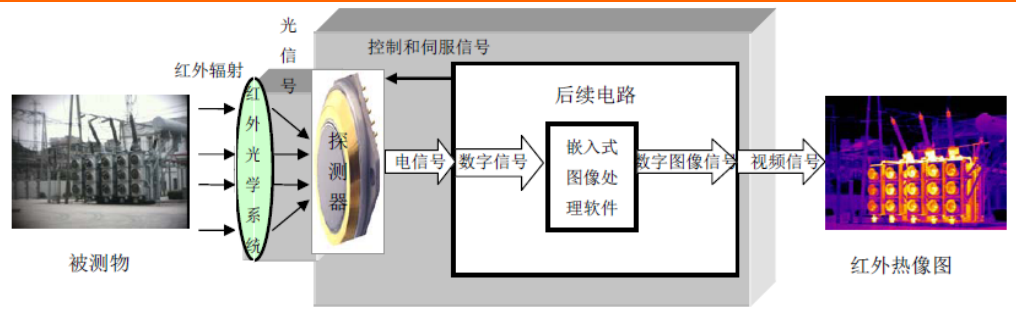 光信号
控制和伺服信号
红外辐射
红外光学系统
探测器
后续电路
电信号
数字信号
嵌入式
图像处
理软件
数字图像信号
视频信号
被测物
红外热像图